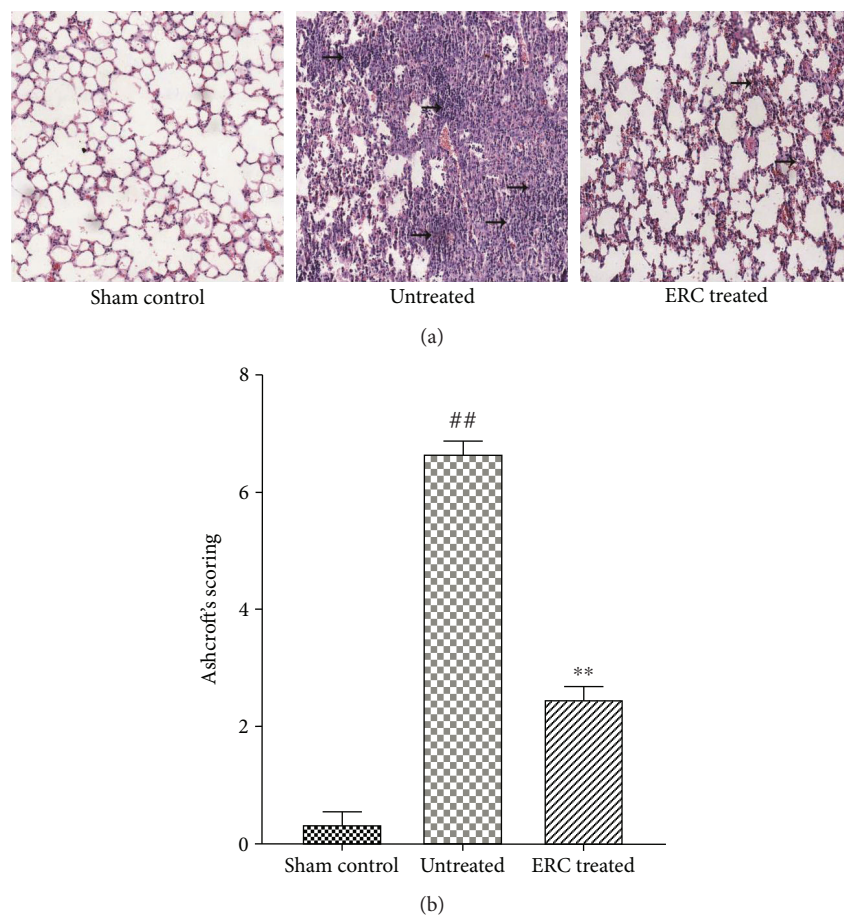 Sham control
Untreated
ERC treated
(a)
8
##
6
Ashcroft's scoring
4
**
2
0
Sham control
Untreated
ERC treated
(b)